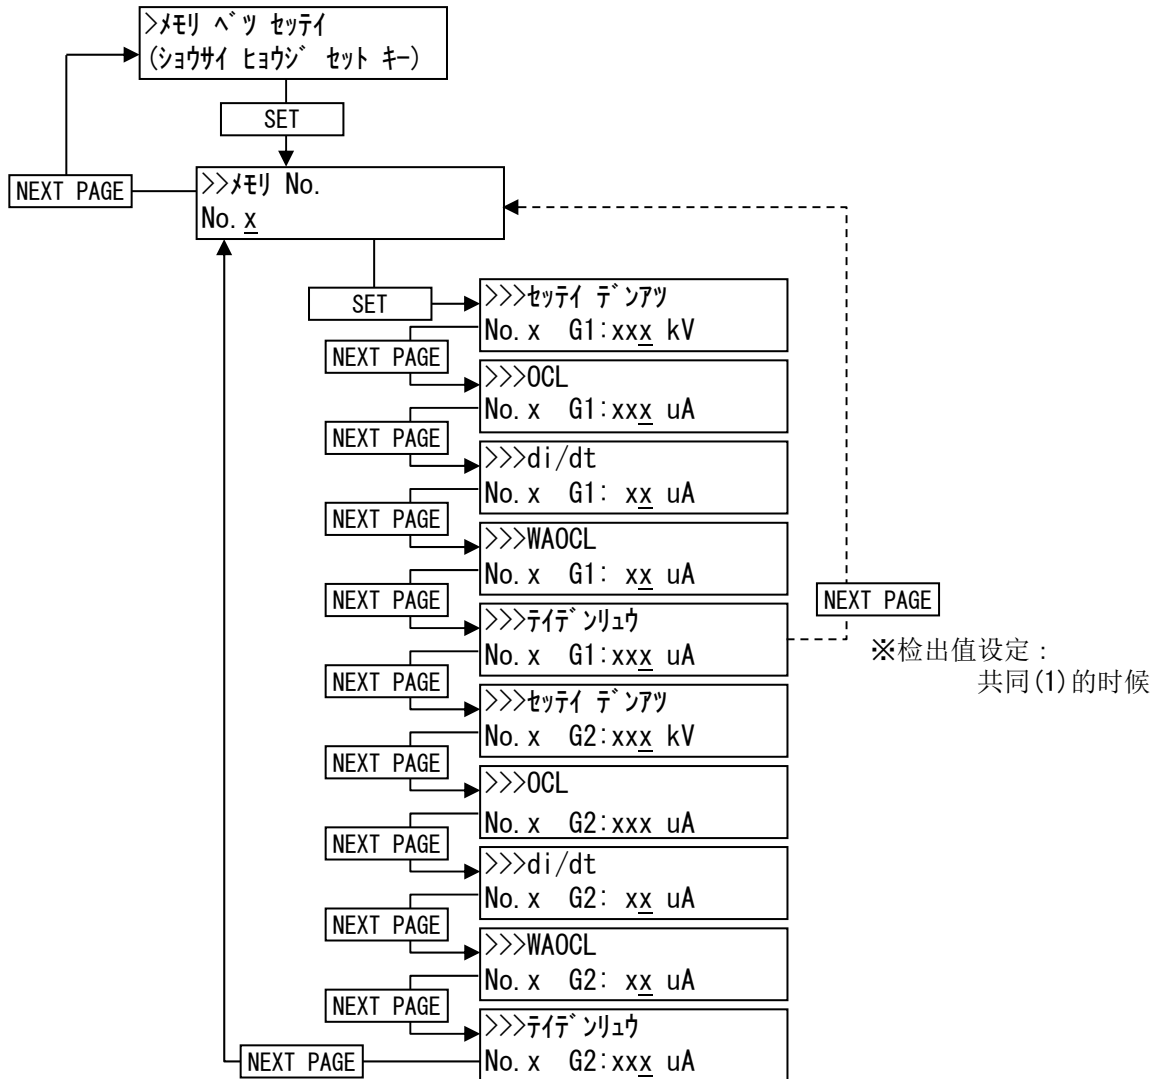 >ﾒﾓﾘ ﾍﾞﾂ ｾｯﾃｲ
(ｼｮｳｻｲ ﾋｮｳｼﾞ ｾｯﾄ ｷｰ)
SET
NEXT PAGE
>>ﾒﾓﾘ No.
No.x
SET
>>>ｾｯﾃｲ ﾃﾞﾝｱﾂ
No.x G1:xxx kV
NEXT PAGE
>>>OCL
No.x G1:xxx uA
NEXT PAGE
>>>di/dt
No.x G1: xx uA
NEXT PAGE
>>>WAOCL
No.x G1: xx uA
NEXT PAGE
>>>ﾃｲﾃﾞﾝﾘｭｳ
No.x G1:xxx uA
NEXT PAGE
※检出值设定：
共同(1)的时候
NEXT PAGE
>>>ｾｯﾃｲ ﾃﾞﾝｱﾂ
No.x G2:xxx kV
NEXT PAGE
>>>OCL
No.x G2:xxx uA
NEXT PAGE
>>>di/dt
No.x G2: xx uA
NEXT PAGE
>>>WAOCL
No.x G2: xx uA
NEXT PAGE
>>>ﾃｲﾃﾞﾝﾘｭｳ
No.x G2:xxx uA
NEXT PAGE